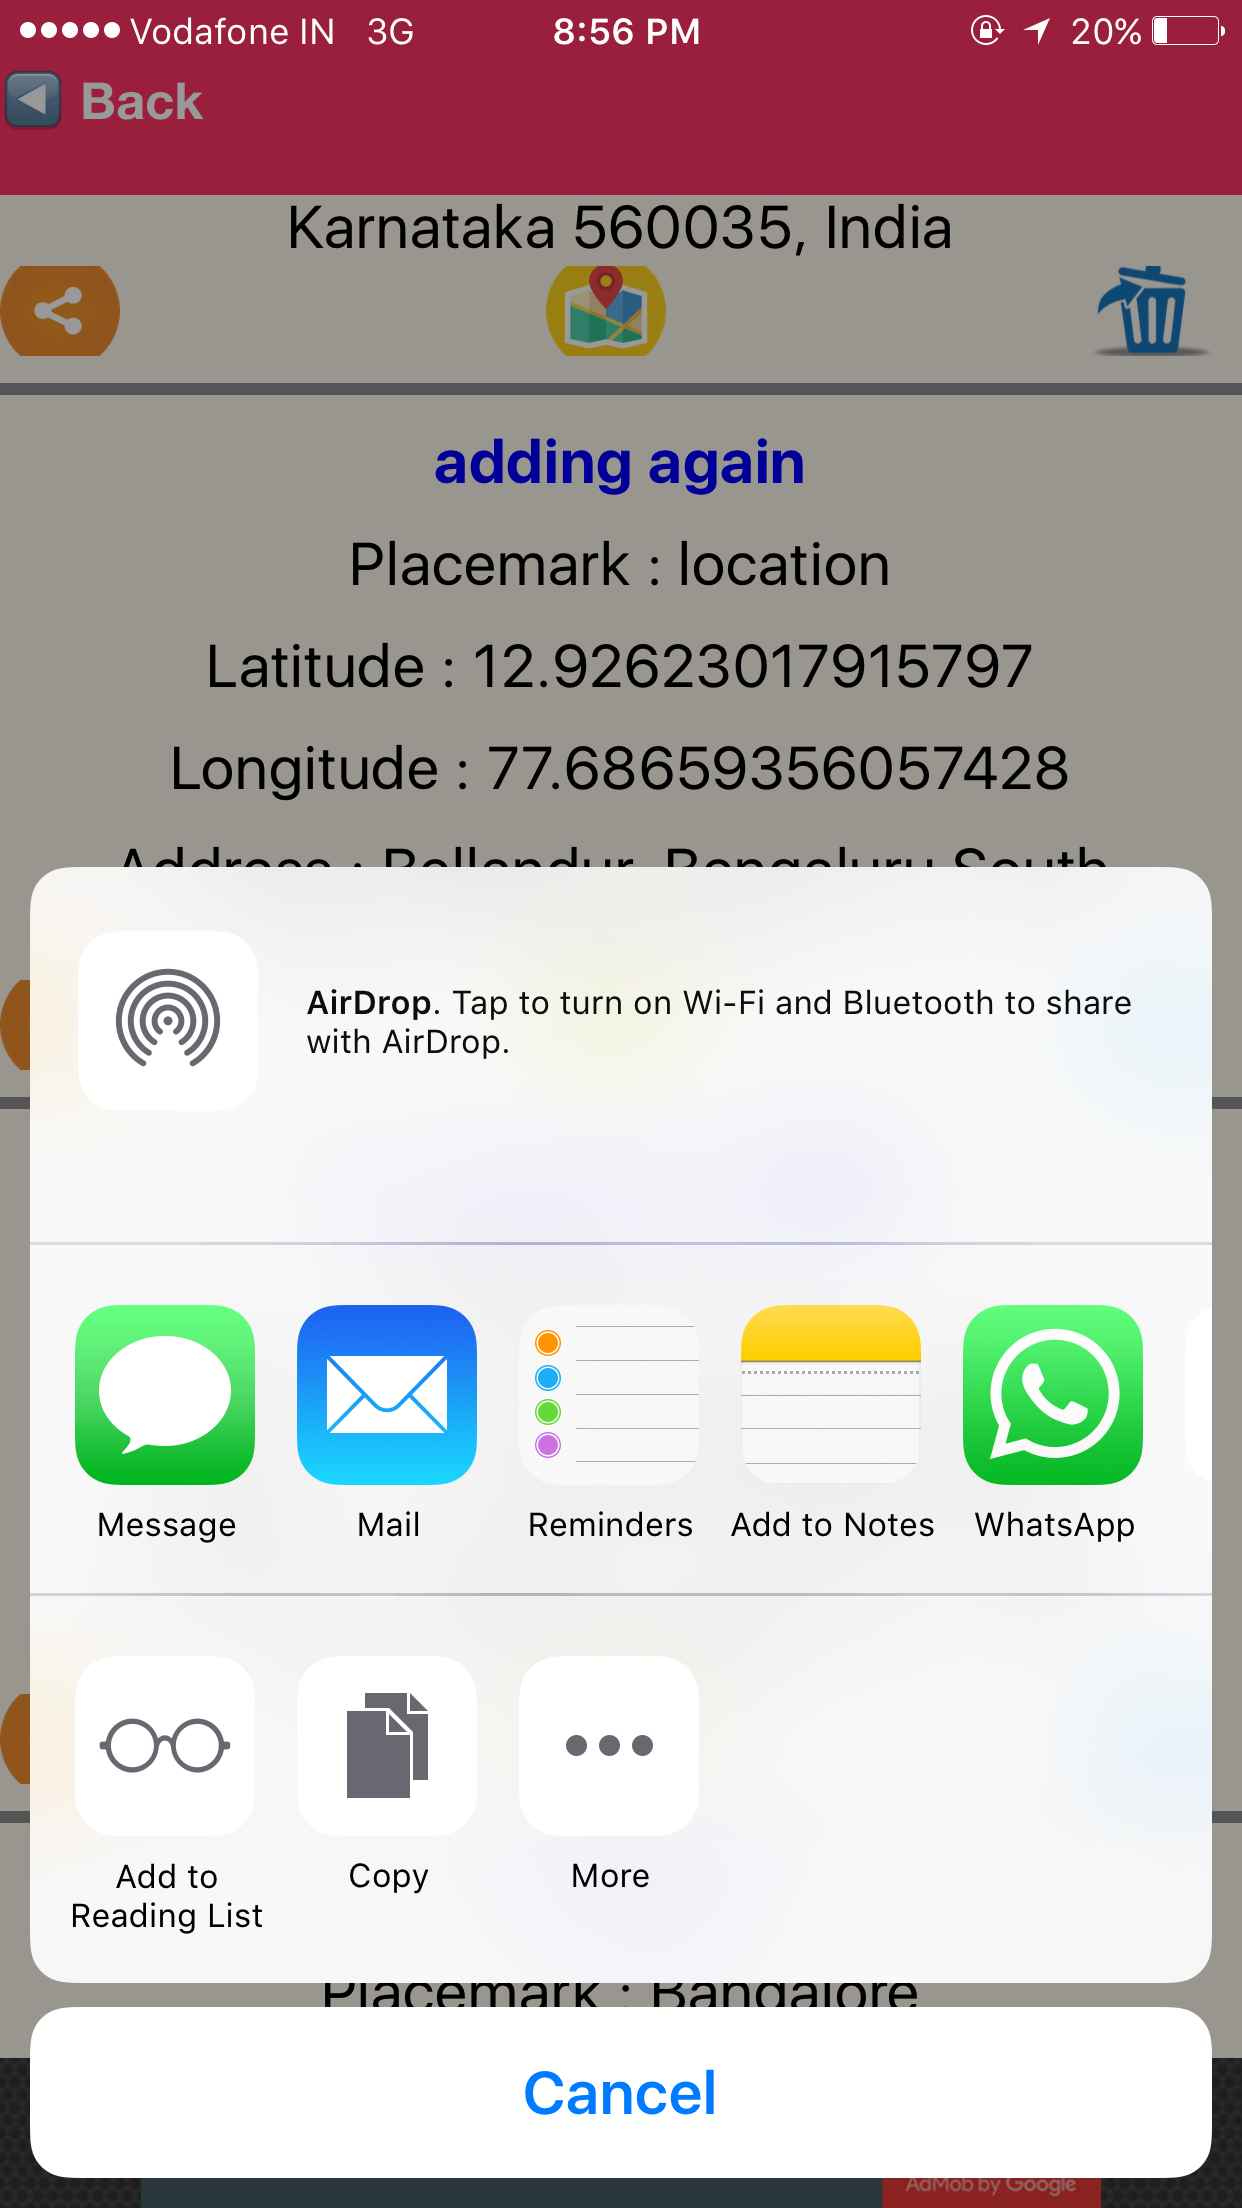 Vodafone IN 3G 8:56 PM 20%
Back
Karnataka 560035, India
adding again
Placemark : location
Latitude : 12.92623017915797
Longitude : 77.68659356057428
Address : Bellandur, Bengaluru South
AirDrop. Tap to turn on Wi-Fi and Bluetooth to share
with AirDrop.
Message
Mail
Reminders
Add to Notes
WhatsApp
Add to
Reading List
Copy
More
Placemark : Bangalore
Cancel
AdMob by Google